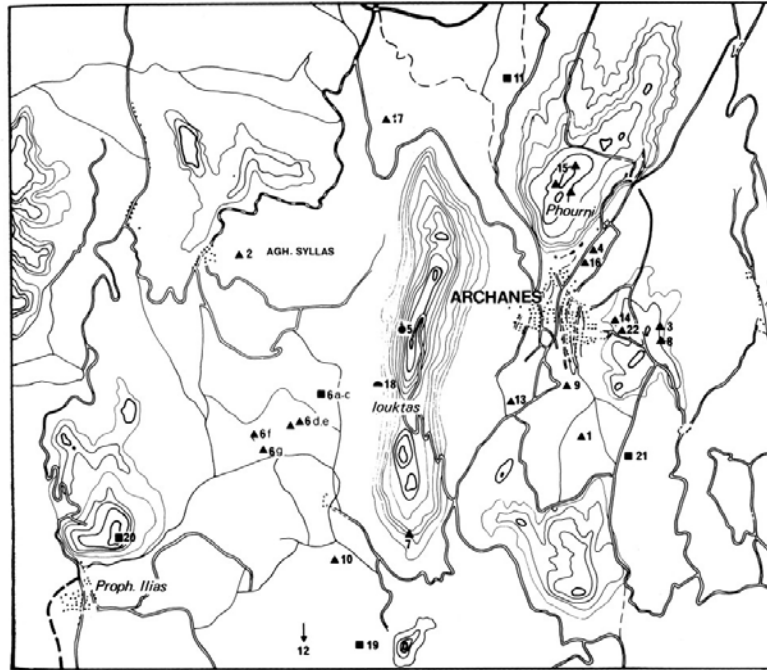 11
17
15
Phourni
2
AGH. SYLLAS
4
16
ARCHANES
5
14
22
3
8
18
6a-c
Iouktas
9
13
6d,e
6f
6g
1
21
20
7
10
Proph. Ilias
12
19